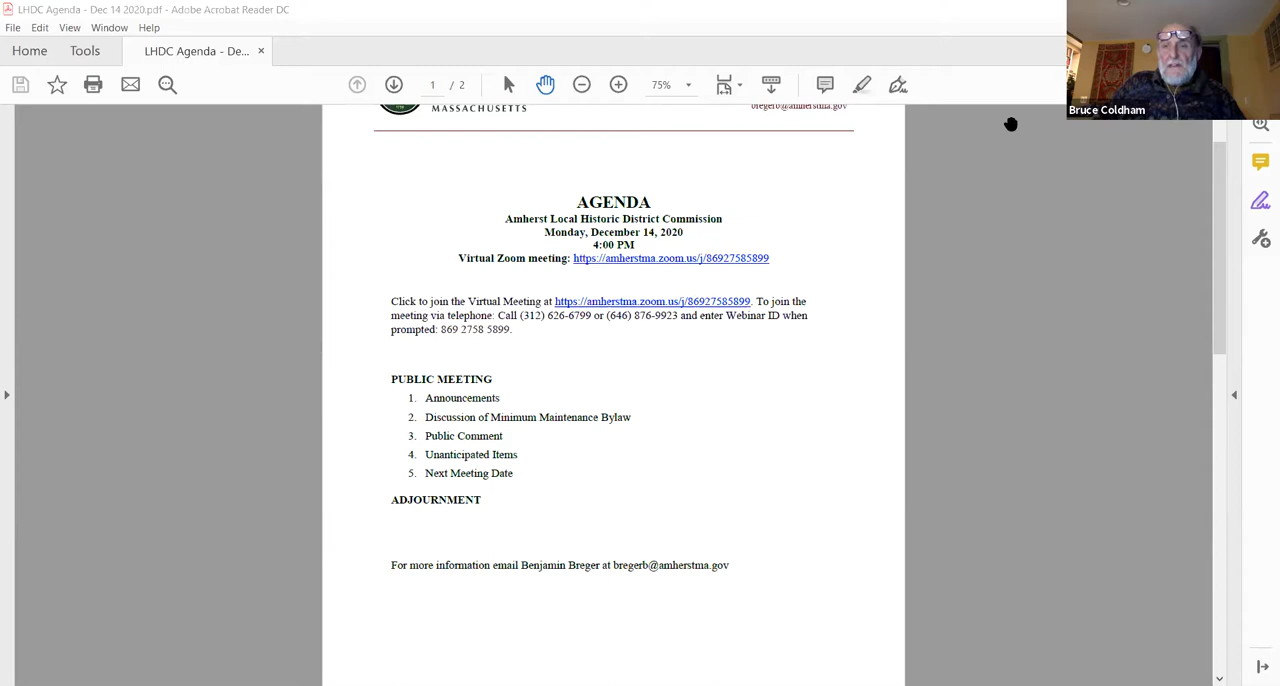 LHDC Agenda - Dec 14 2020.pdf - Adobe Acrobat Reader DC
File Edit View Window Help
Home Tools LHDC Agenda - De... ×
1 / 2 75%
Bruce Coldham
MASSACHUSETTS bregerb@amherstma.gov
AGENDA
Amherst Local Historic District Commission
Monday, December 14, 2020
4:00 PM
Virtual Zoom meeting: https://amherstma.zoom.us/j/86927585899
Click to join the Virtual Meeting at https://amherstma.zoom.us/j/86927585899. To join the
meeting via telephone: Call (312) 626-6799 or (646) 876-9923 and enter Webinar ID when
prompted: 869 2758 5899.
PUBLIC MEETING
1. Announcements
2. Discussion of Minimum Maintenance Bylaw
3. Public Comment
4. Unanticipated Items
5. Next Meeting Date
ADJOURNMENT
For more information email Benjamin Breger at bregerb@amherstma.gov